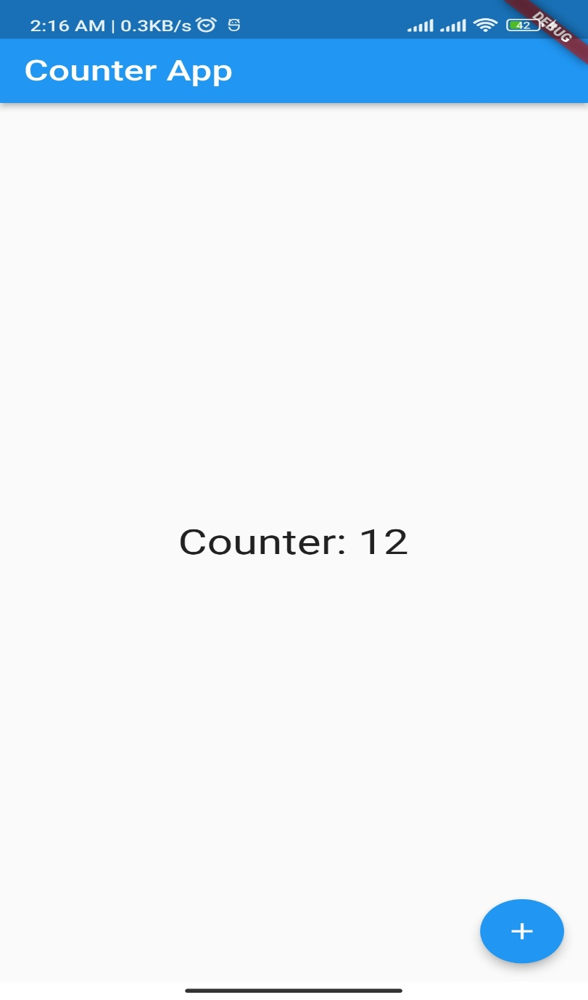 2:16 AM | 0.3KB/s
42
DEBUG
Counter App
Counter: 12
+